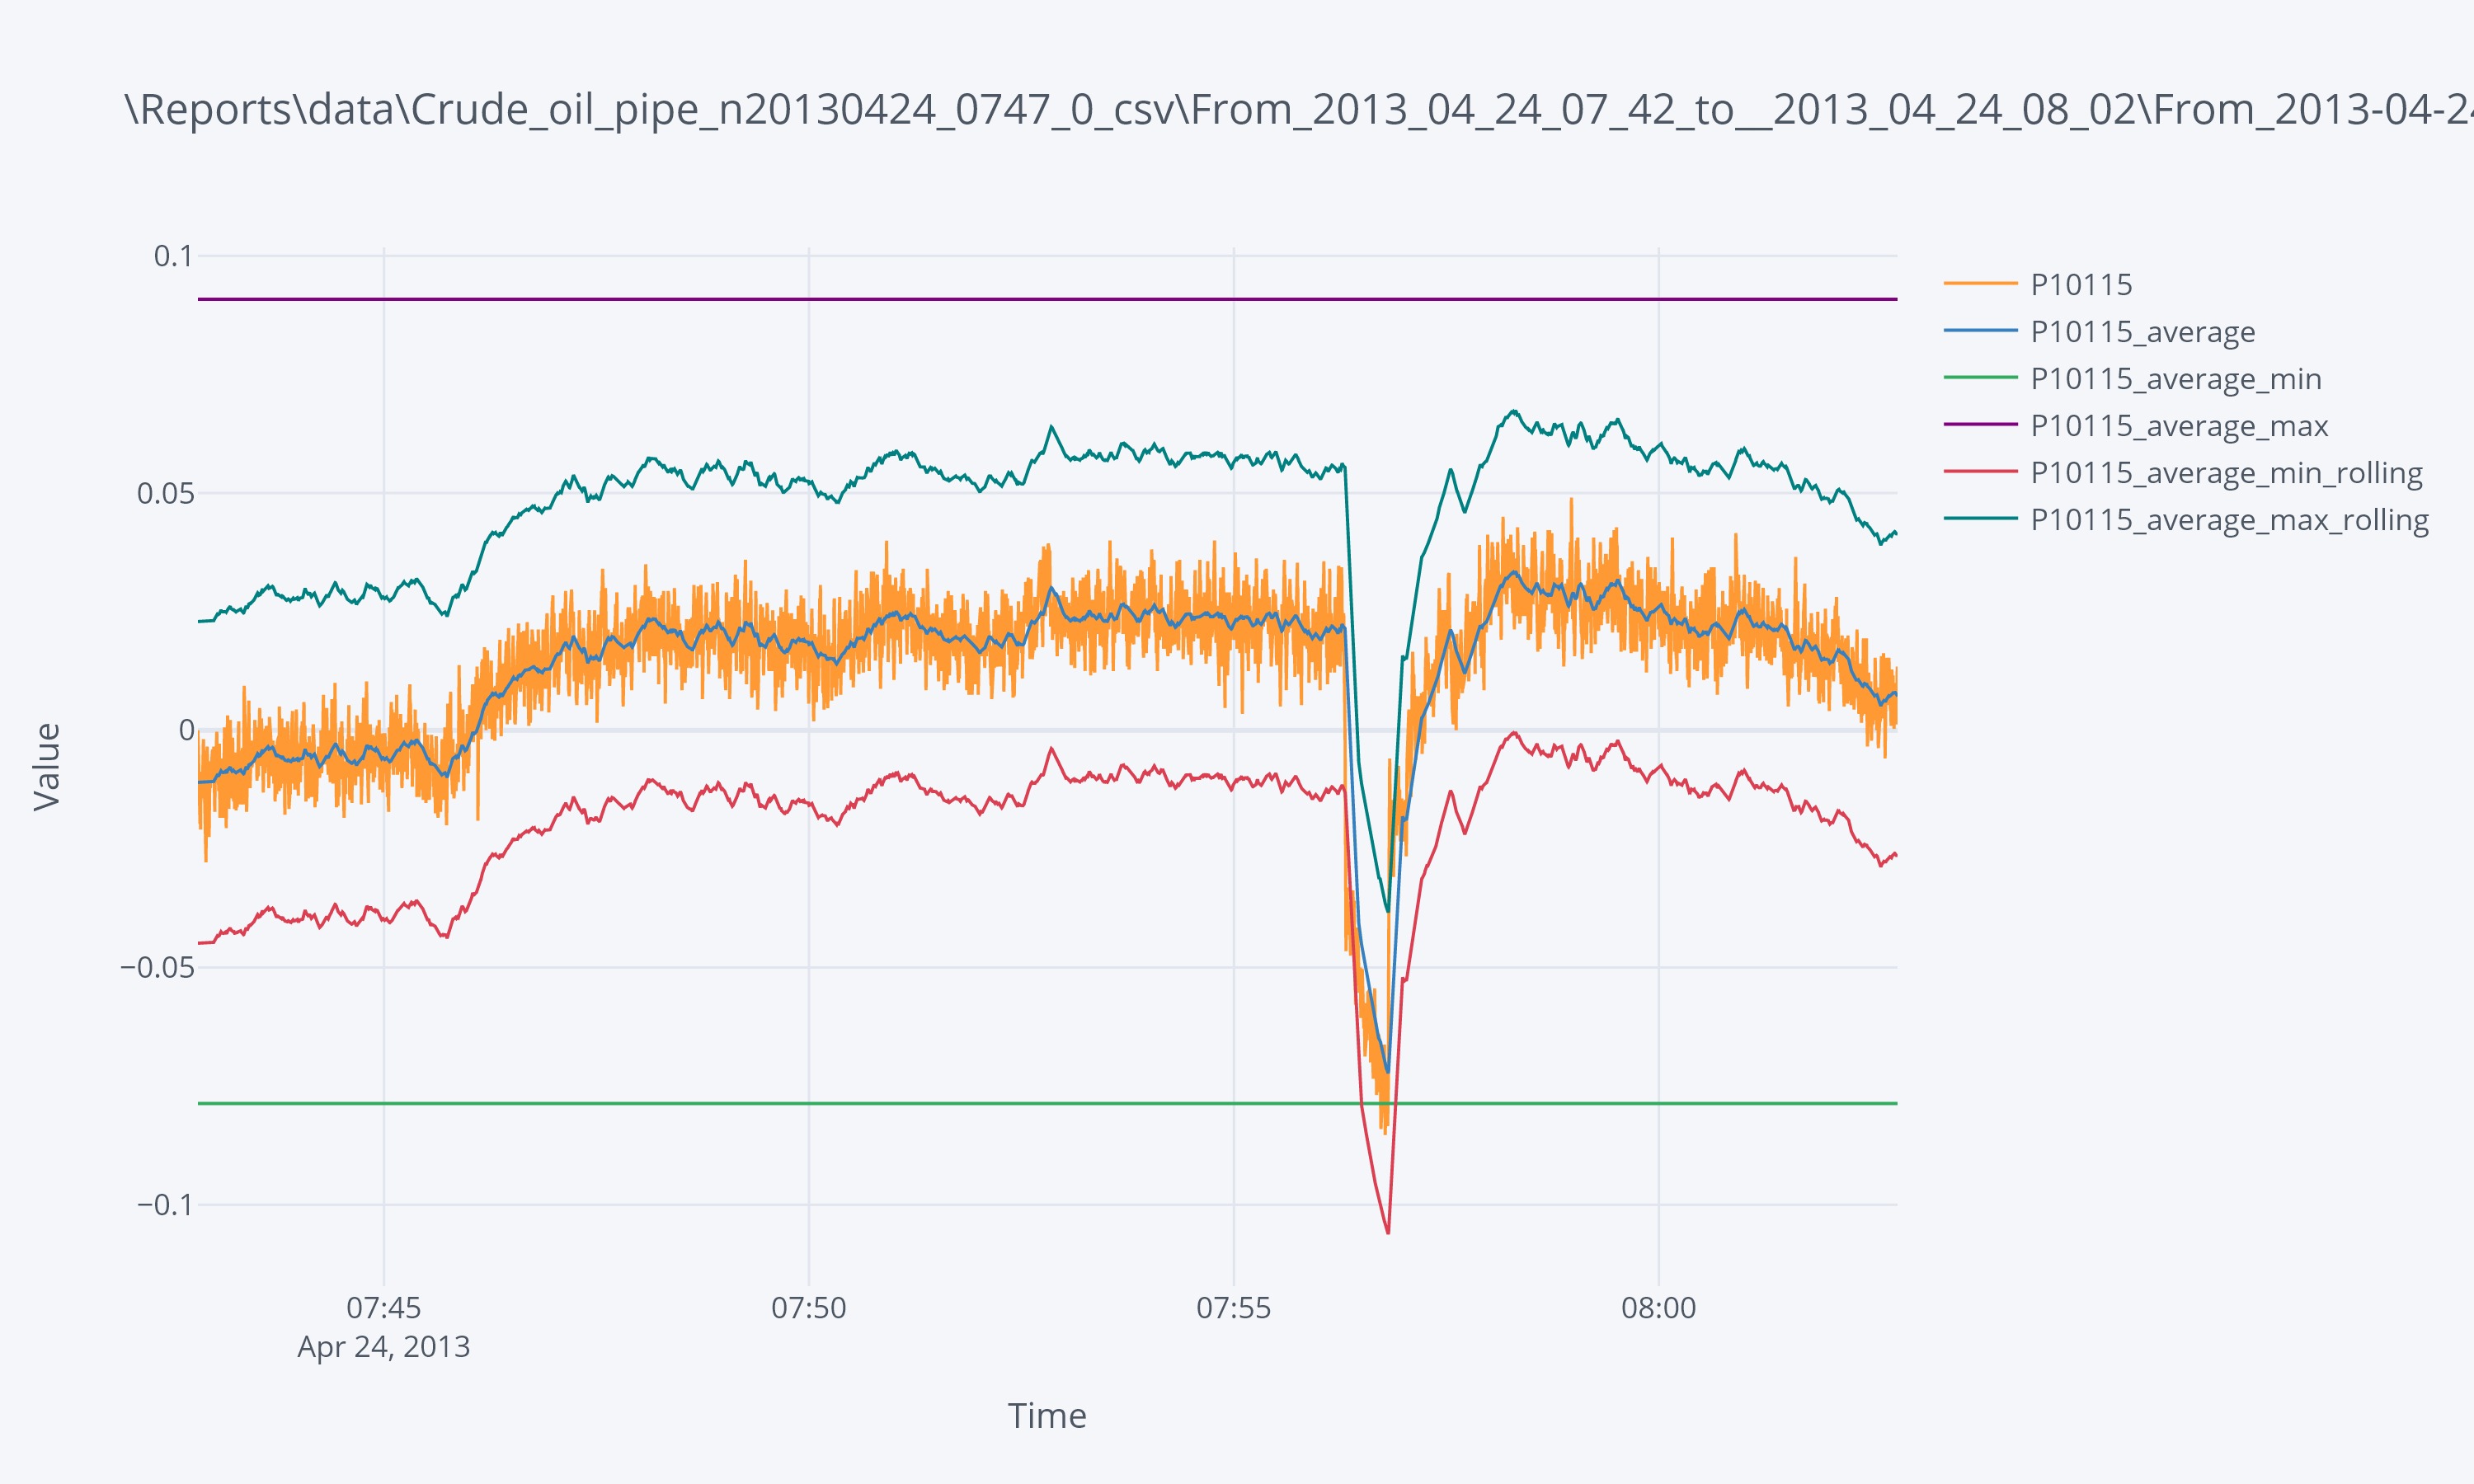 \Reports\data\Crude_oil_pipe_n20130424_0747_0_csv\From_2013_04_24_07_42_to__2013_04_24_08_02\From_2013-04-24
0.1
0.05
0
−0.05
−0.1
Value
07:45
Apr 24, 2013
07:50
07:55
08:00
Time
P10115
P10115_average
P10115_average_min
P10115_average_max
P10115_average_min_rolling
P10115_average_max_rolling